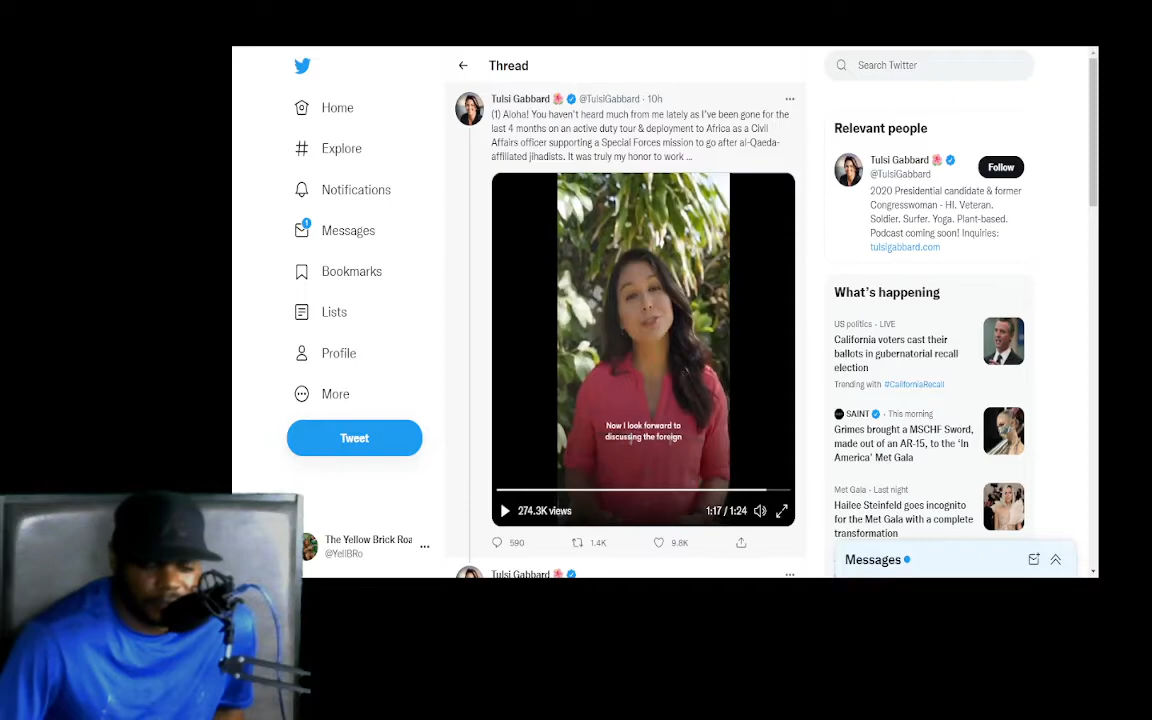 Home
Explore
Notifications
1
Messages
Bookmarks
Lists
Profile
More
Tweet
The Yellow Brick Roa
@YellBRo
Thread
Tulsi Gabbard @TulsiGabbard · 10h
(1) Aloha! You haven't heard much from me lately as I've been gone for the
last 4 months on an active duty tour & deployment to Africa as a Civil
Affairs officer supporting a Special Forces mission to go after al-Qaeda-
affiliated jihadists. It was truly my honor to work ...
Now I look forward to
discussing the foreign
274.3K views
1:17 / 1:24
590
1.4K
9.8K
Tulsi Gabbard
Search Twitter
Relevant people
Tulsi Gabbard
@TulsiGabbard
Follow
2020 Presidential candidate & former
Congresswoman - HI. Veteran.
Soldier. Surfer. Yoga. Plant-based.
Podcast coming soon! Inquiries:
tulsigabbard.com
What's happening
US politics · LIVE
California voters cast their
ballots in gubernatorial recall
election
Trending with #CaliforniaRecall
SAINT · This morning
Grimes brought a MSCHF Sword,
made out of an AR-15, to the 'In
America' Met Gala
Met Gala · Last night
Hailee Steinfeld goes incognito
for the Met Gala with a complete
transformation
Messages